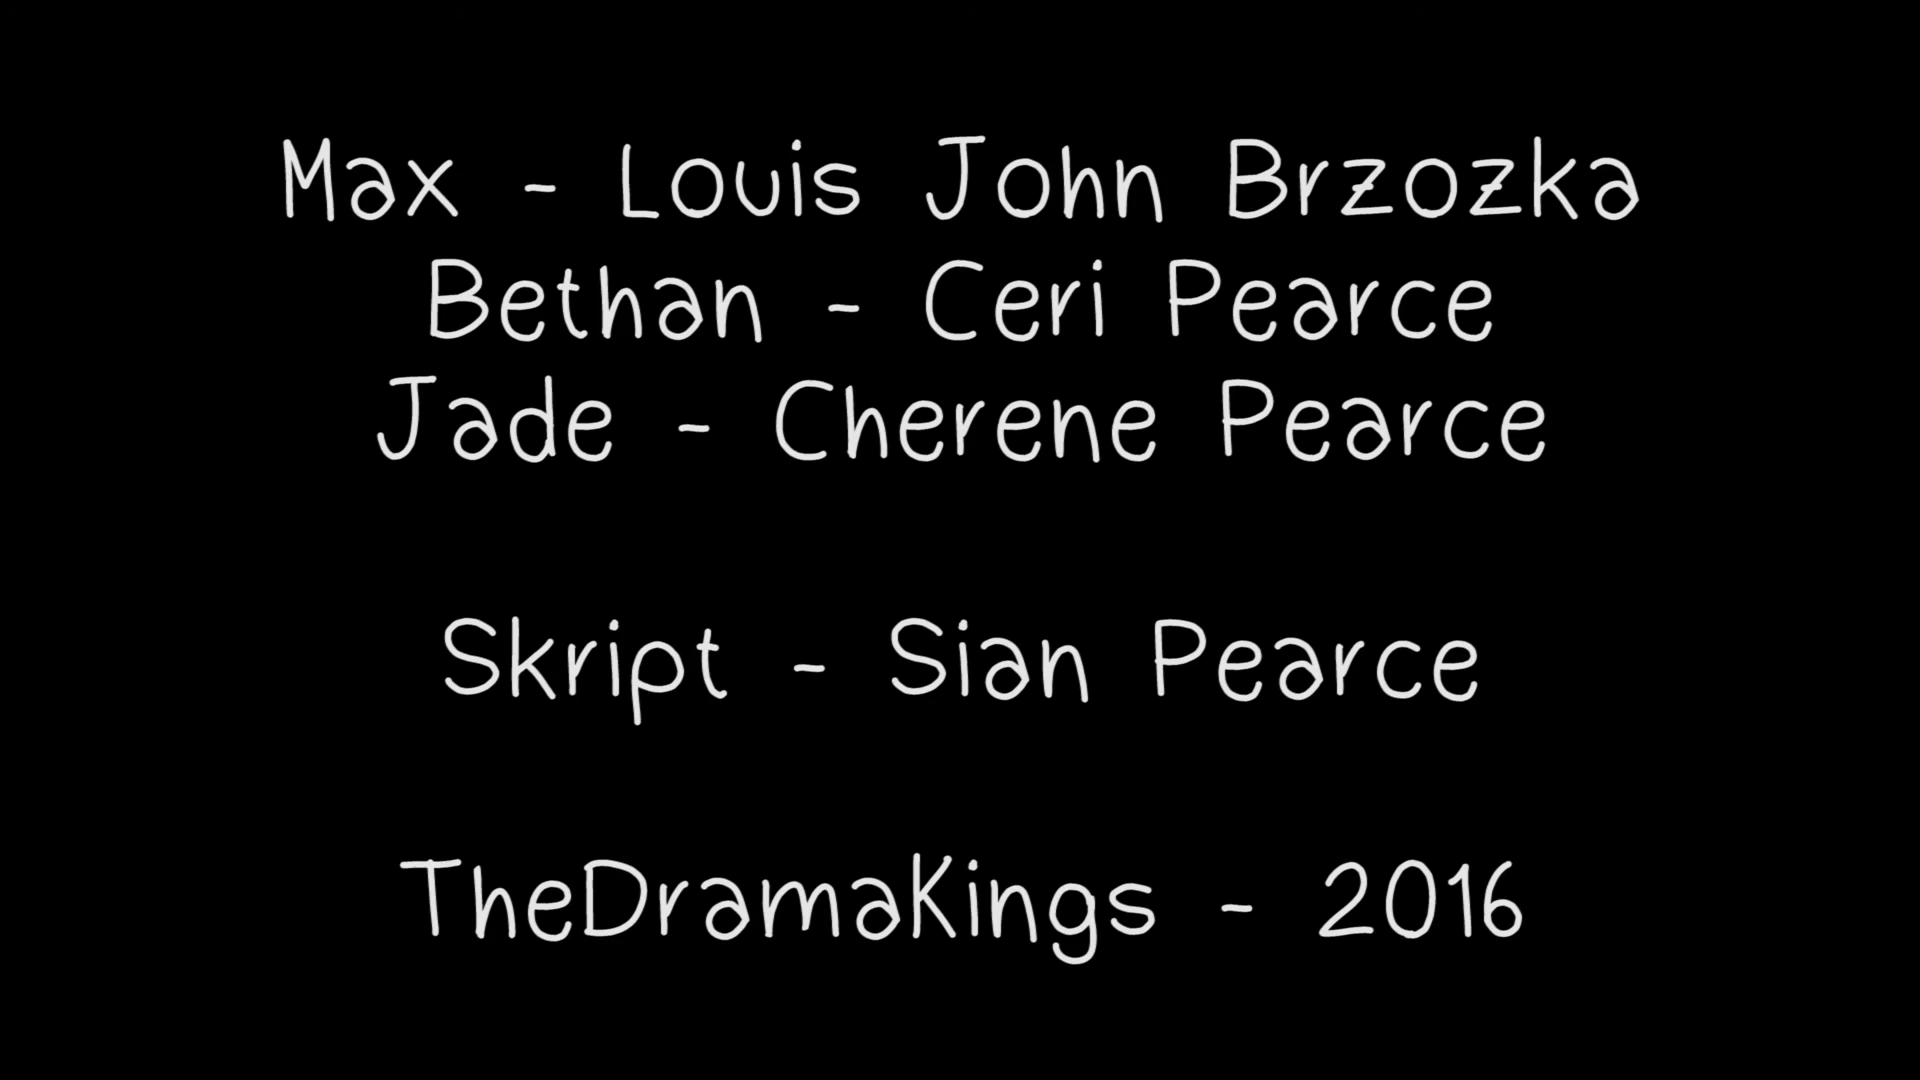 Max - Louis John Brzozka
Bethan - Ceri Pearce
Jade - Cherene Pearce
Skript - Sian Pearce
TheDramaKings - 2016